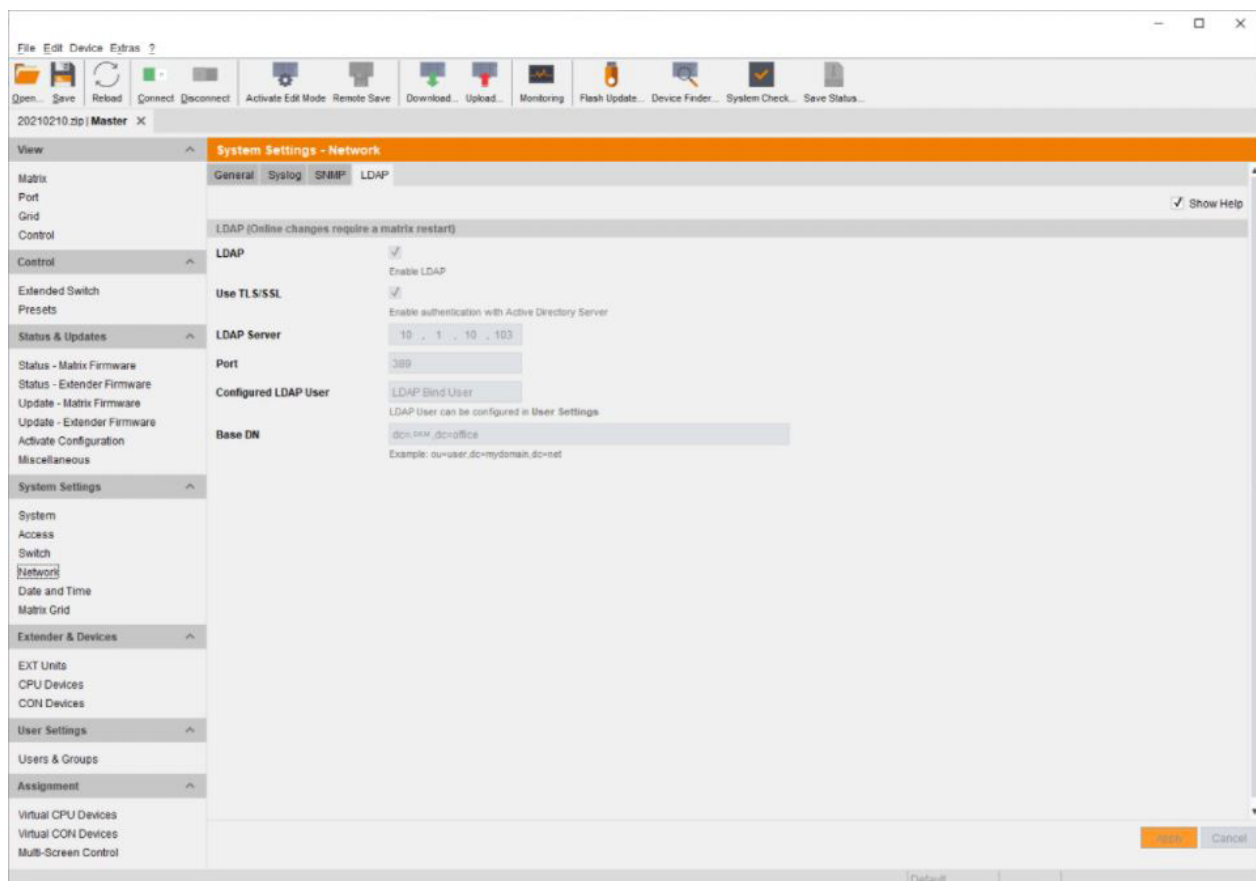 File Edit Device Extras ?
Open... Save Reload Connect Disconnect Activate Edit Mode Remote Save Download... Upload... Monitoring Flash Update... Device Finder... System Check... Save Status...
20210210.zip | Master X
View
Matrix
Port
Grid
Control
Control
Extended Switch
Presets
Status & Updates
Status - Matrix Firmware
Status - Extender Firmware
Update - Matrix Firmware
Update - Extender Firmware
Activate Configuration
Miscellaneous
System Settings
System
Access
Switch
Network
Date and Time
Matrix Grid
Extender & Devices
EXT Units
CPU Devices
CON Devices
User Settings
Users & Groups
Assignment
Virtual CPU Devices
Virtual CON Devices
Multi-Screen Control
System Settings - Network
General Syslog SNMP LDAP
Show Help
LDAP (Online changes require a matrix restart)
LDAP
Enable LDAP
Use TLS/SSL
Enable authentication with Active Directory Server
LDAP Server 10 . 1 . 10 . 103
Port 389
Configured LDAP User LDAP Bind User
LDAP User can be configured in User Settings
Base DN dc= ,dc=office
Example: ou=user,dc=mydomain,dc=net
Apply Cancel
Default